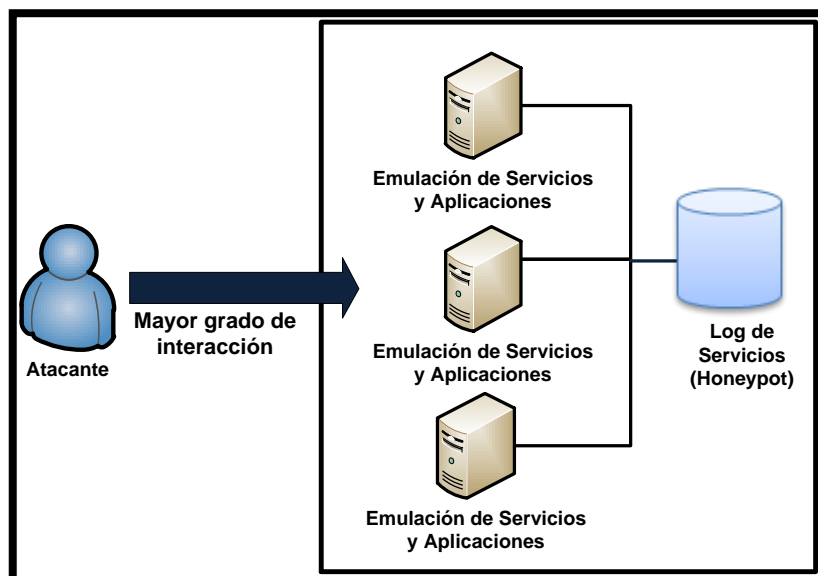 Emulación de Servicios
y Aplicaciones
Mayor grado de
interacción
Atacante
Emulación de Servicios
y Aplicaciones
Log de
Servicios
(Honeypot)
Emulación de Servicios
y Aplicaciones